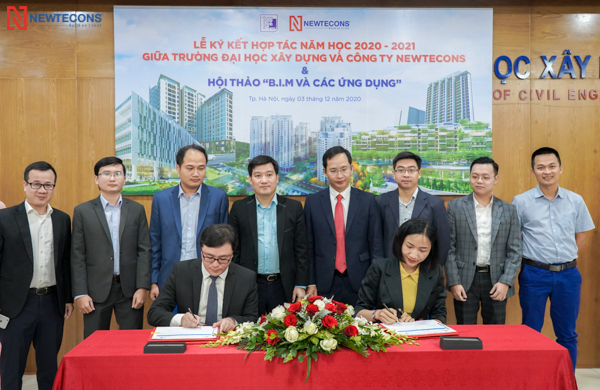 NEWTECONS
NEWTECONS
LỄ KÝ KẾT HỢP TÁC NĂM HỌC 2020 - 2021
GIỮA TRƯỜNG ĐẠI HỌC XÂY DỰNG VÀ CÔNG TY NEWTECONS
&
HỘI THẢO “B.I.M VÀ CÁC ỨNG DỤNG”
Tp. Hà Nội, ngày 03 tháng 12 năm 2020
ỌC XÂY
OF CIVIL ENG